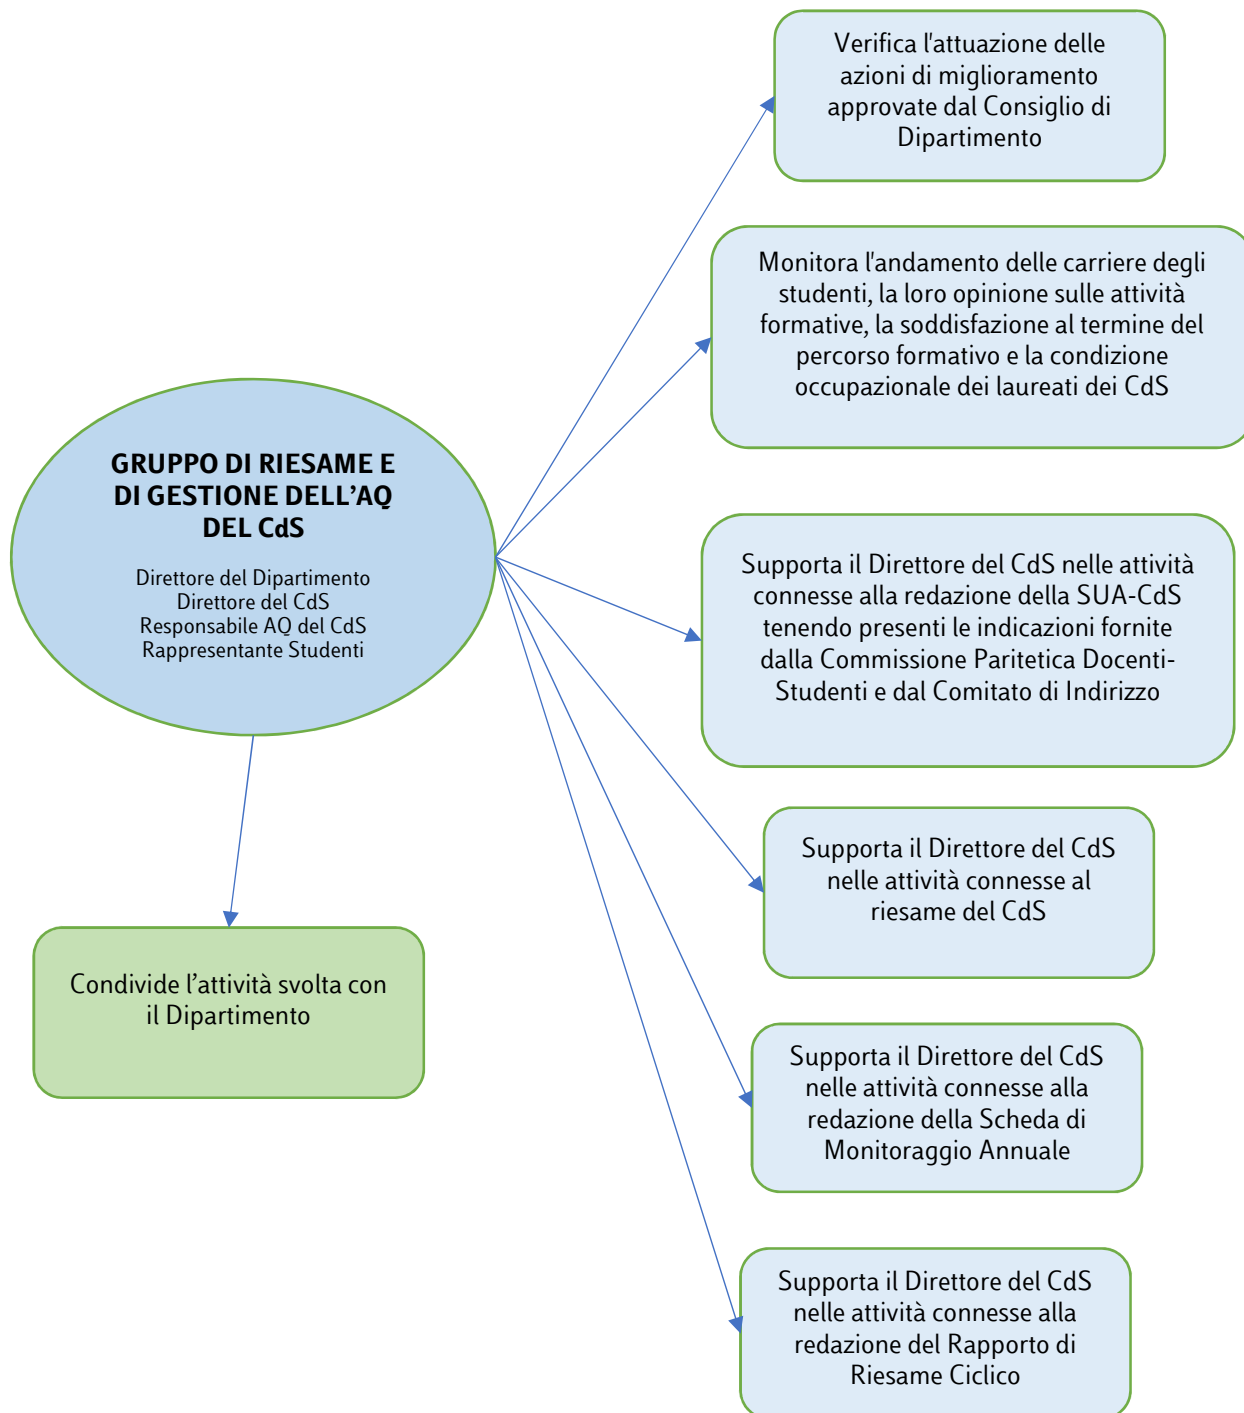 Verifica l'attuazione delle
azioni di miglioramento
approvate dal Consiglio di
Dipartimento
Monitora l'andamento delle carriere degli
studenti, la loro opinione sulle attività
formative, la soddisfazione al termine del
percorso formativo e la condizione
occupazionale dei laureati dei CdS
GRUPPO DI RIESAME E
DI GESTIONE DELL’AQ
DEL CdS
Direttore del Dipartimento
Direttore del CdS
Responsabile AQ del CdS
Rappresentante Studenti
Supporta il Direttore del CdS nelle attività
connesse alla redazione della SUA-CdS
tenendo presenti le indicazioni fornite
dalla Commissione Paritetica Docenti-
Studenti e dal Comitato di Indirizzo
Supporta il Direttore del CdS
nelle attività connesse al
riesame del CdS
Condivide l’attività svolta con
il Dipartimento
Supporta il Direttore del CdS
nelle attività connesse alla
redazione della Scheda di
Monitoraggio Annuale
Supporta il Direttore del CdS
nelle attività connesse alla
redazione del Rapporto di
Riesame Ciclico